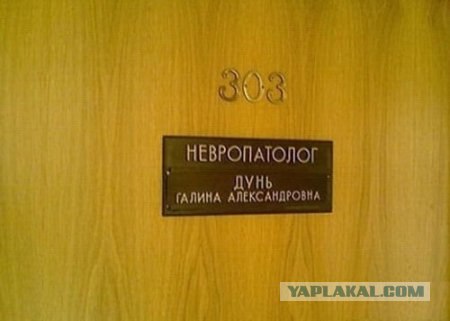 303
НЕВРОПАТОЛОГ
ДУНЬ
ГАЛИНА АЛЕКСАНДРОВНА
YAPLAKAL.COM